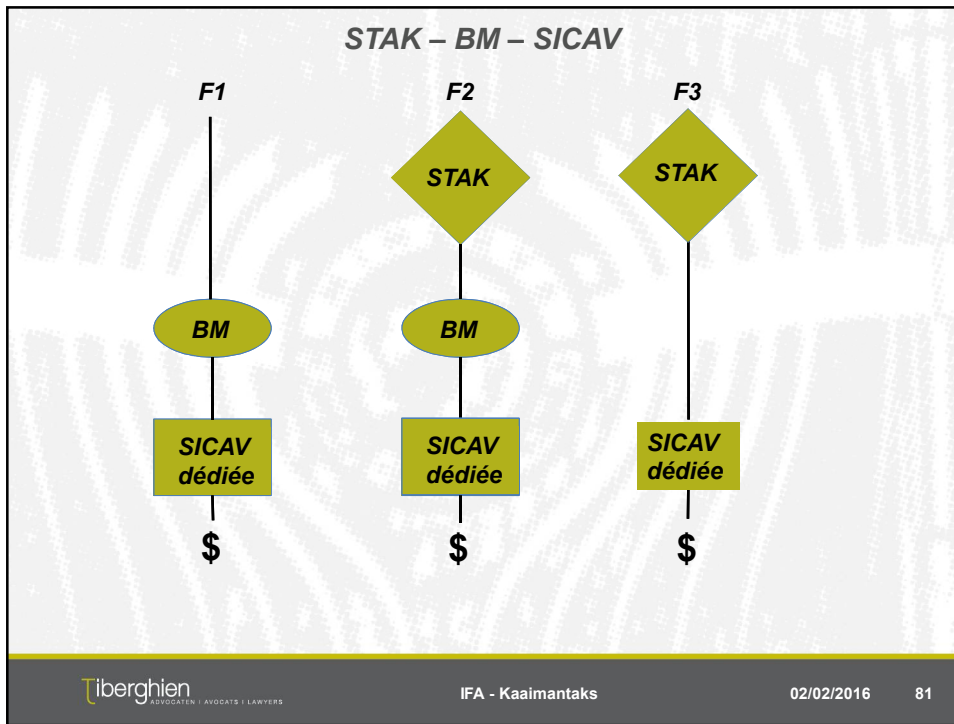 STAK – BM – SICAV
F1 F2 F3
STAK STAK
BM BM
SICAV dédiée SICAV dédiée SICAV dédiée
$ $ $
Tiberghien
ADVOCATEN I AVOCATS I LAWYERS
IFA - Kaaimantaks 02/02/2016 81